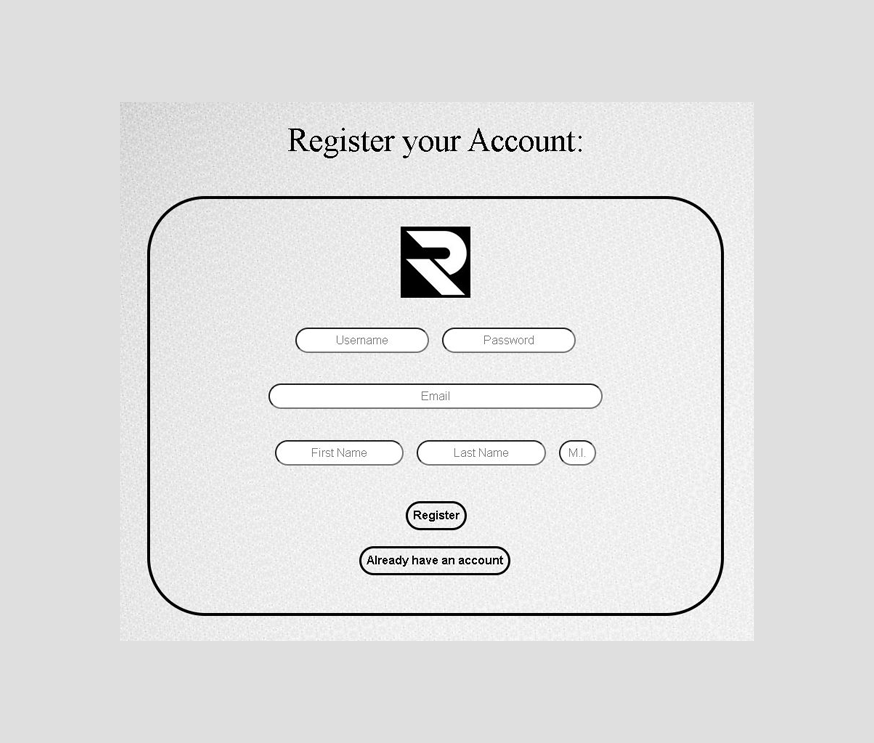 Register your Account:
R
Username Password
Email
First Name Last Name M.I.
Register
Already have an account